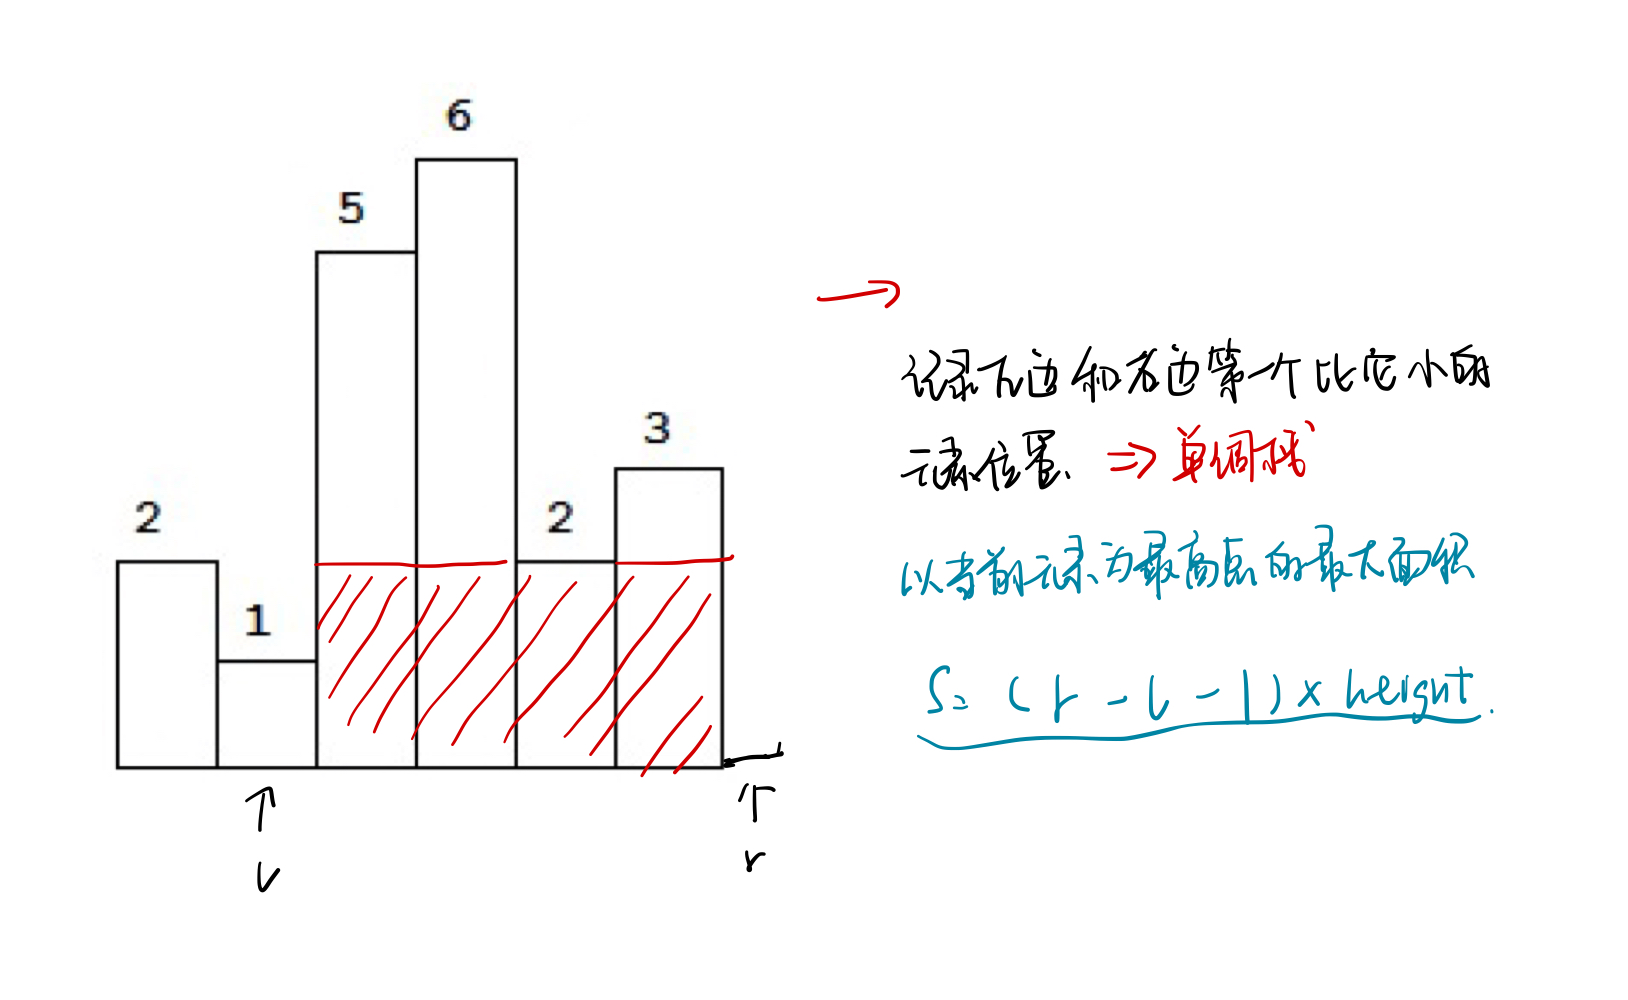 6
5
3
2
2
1
记录左边和右边第一个比它小的
元素位置、 => 单调栈
以当前元素为最高点的最大面积
S = (r - l - 1) x height.
l
r